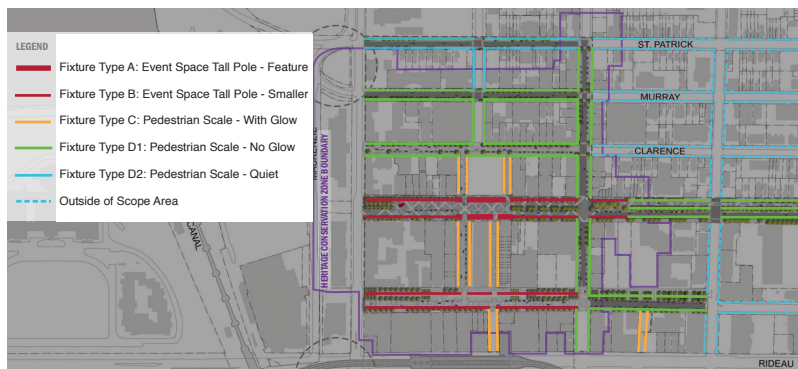 LEGEND
Fixture Type A: Event Space Tall Pole - Feature
Fixture Type B: Event Space Tall Pole - Smaller
Fixture Type C: Pedestrian Scale - With Glow
Fixture Type D1: Pedestrian Scale - No Glow
Fixture Type D2: Pedestrian Scale - Quiet
Outside of Scope Area
ST. PATRICK
MURRAY
CLARENCE
HERITAGE CONSERVATION ZONE BOUNDARY
CANAL
RIDEAU